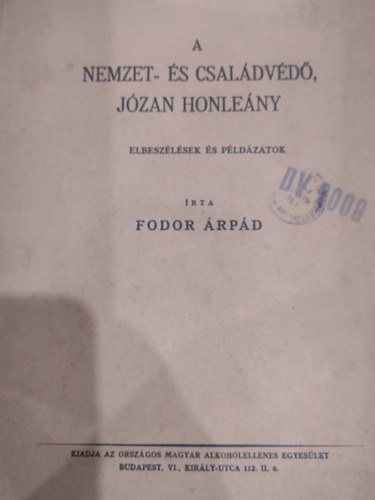 A
NEMZET- ÉS CSALÁDVÉDŐ,
JÓZAN HONLEÁNY
ELBESZÉLÉSEK ÉS PÉLDÁZATOK
ÍRTA
FODOR ÁRPÁD
KIADJA AZ ORSZÁGOS MAGYAR ALKOHOLELLENES EGYESÜLET
BUDAPEST, VI., KIRÁLY-UTCA 112. II. 6.